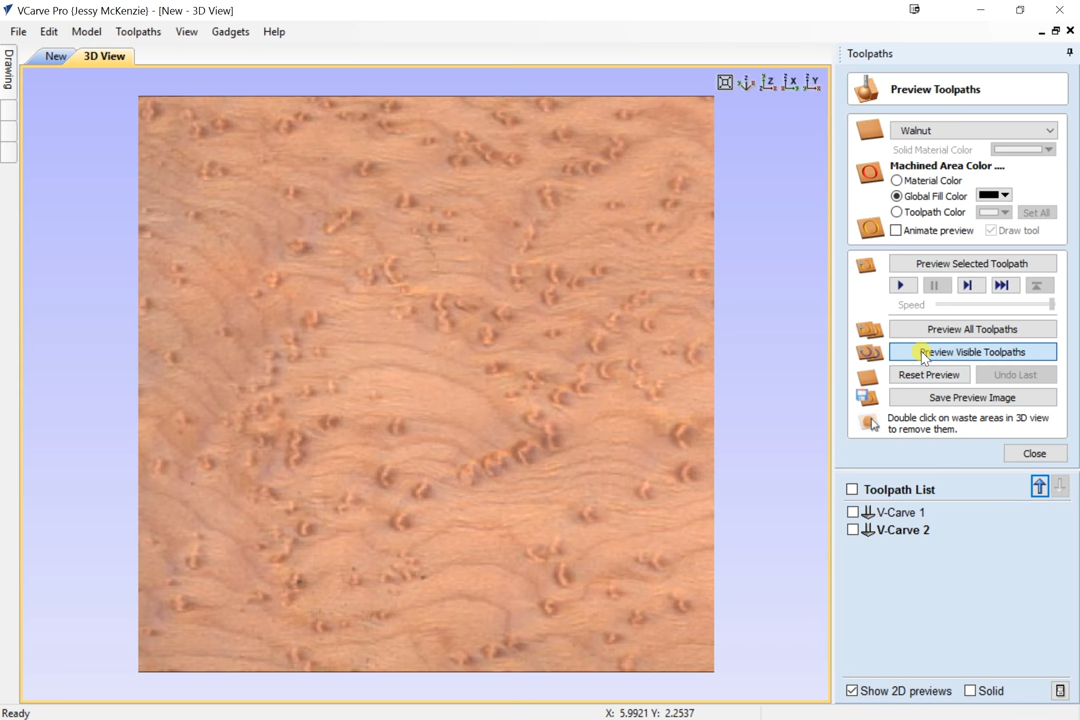 VCarve Pro {Jessy McKenzie} - [New - 3D View]
File Edit Model Toolpaths View Gadgets Help
Drawing
New 3D View
Z X Y
Toolpaths
Preview Toolpaths
Walnut
Solid Material Color
Machined Area Color ....
Material Color
Global Fill Color
Toolpath Color Set All
Animate preview Draw tool
Preview Selected Toolpath
Speed
Preview All Toolpaths
Preview Visible Toolpaths
Reset Preview Undo Last
Save Preview Image
Double click on waste areas in 3D view
to remove them.
Close
Toolpath List
V-Carve 1
V-Carve 2
Show 2D previews Solid
Ready X: 5.9921 Y: 2.2537